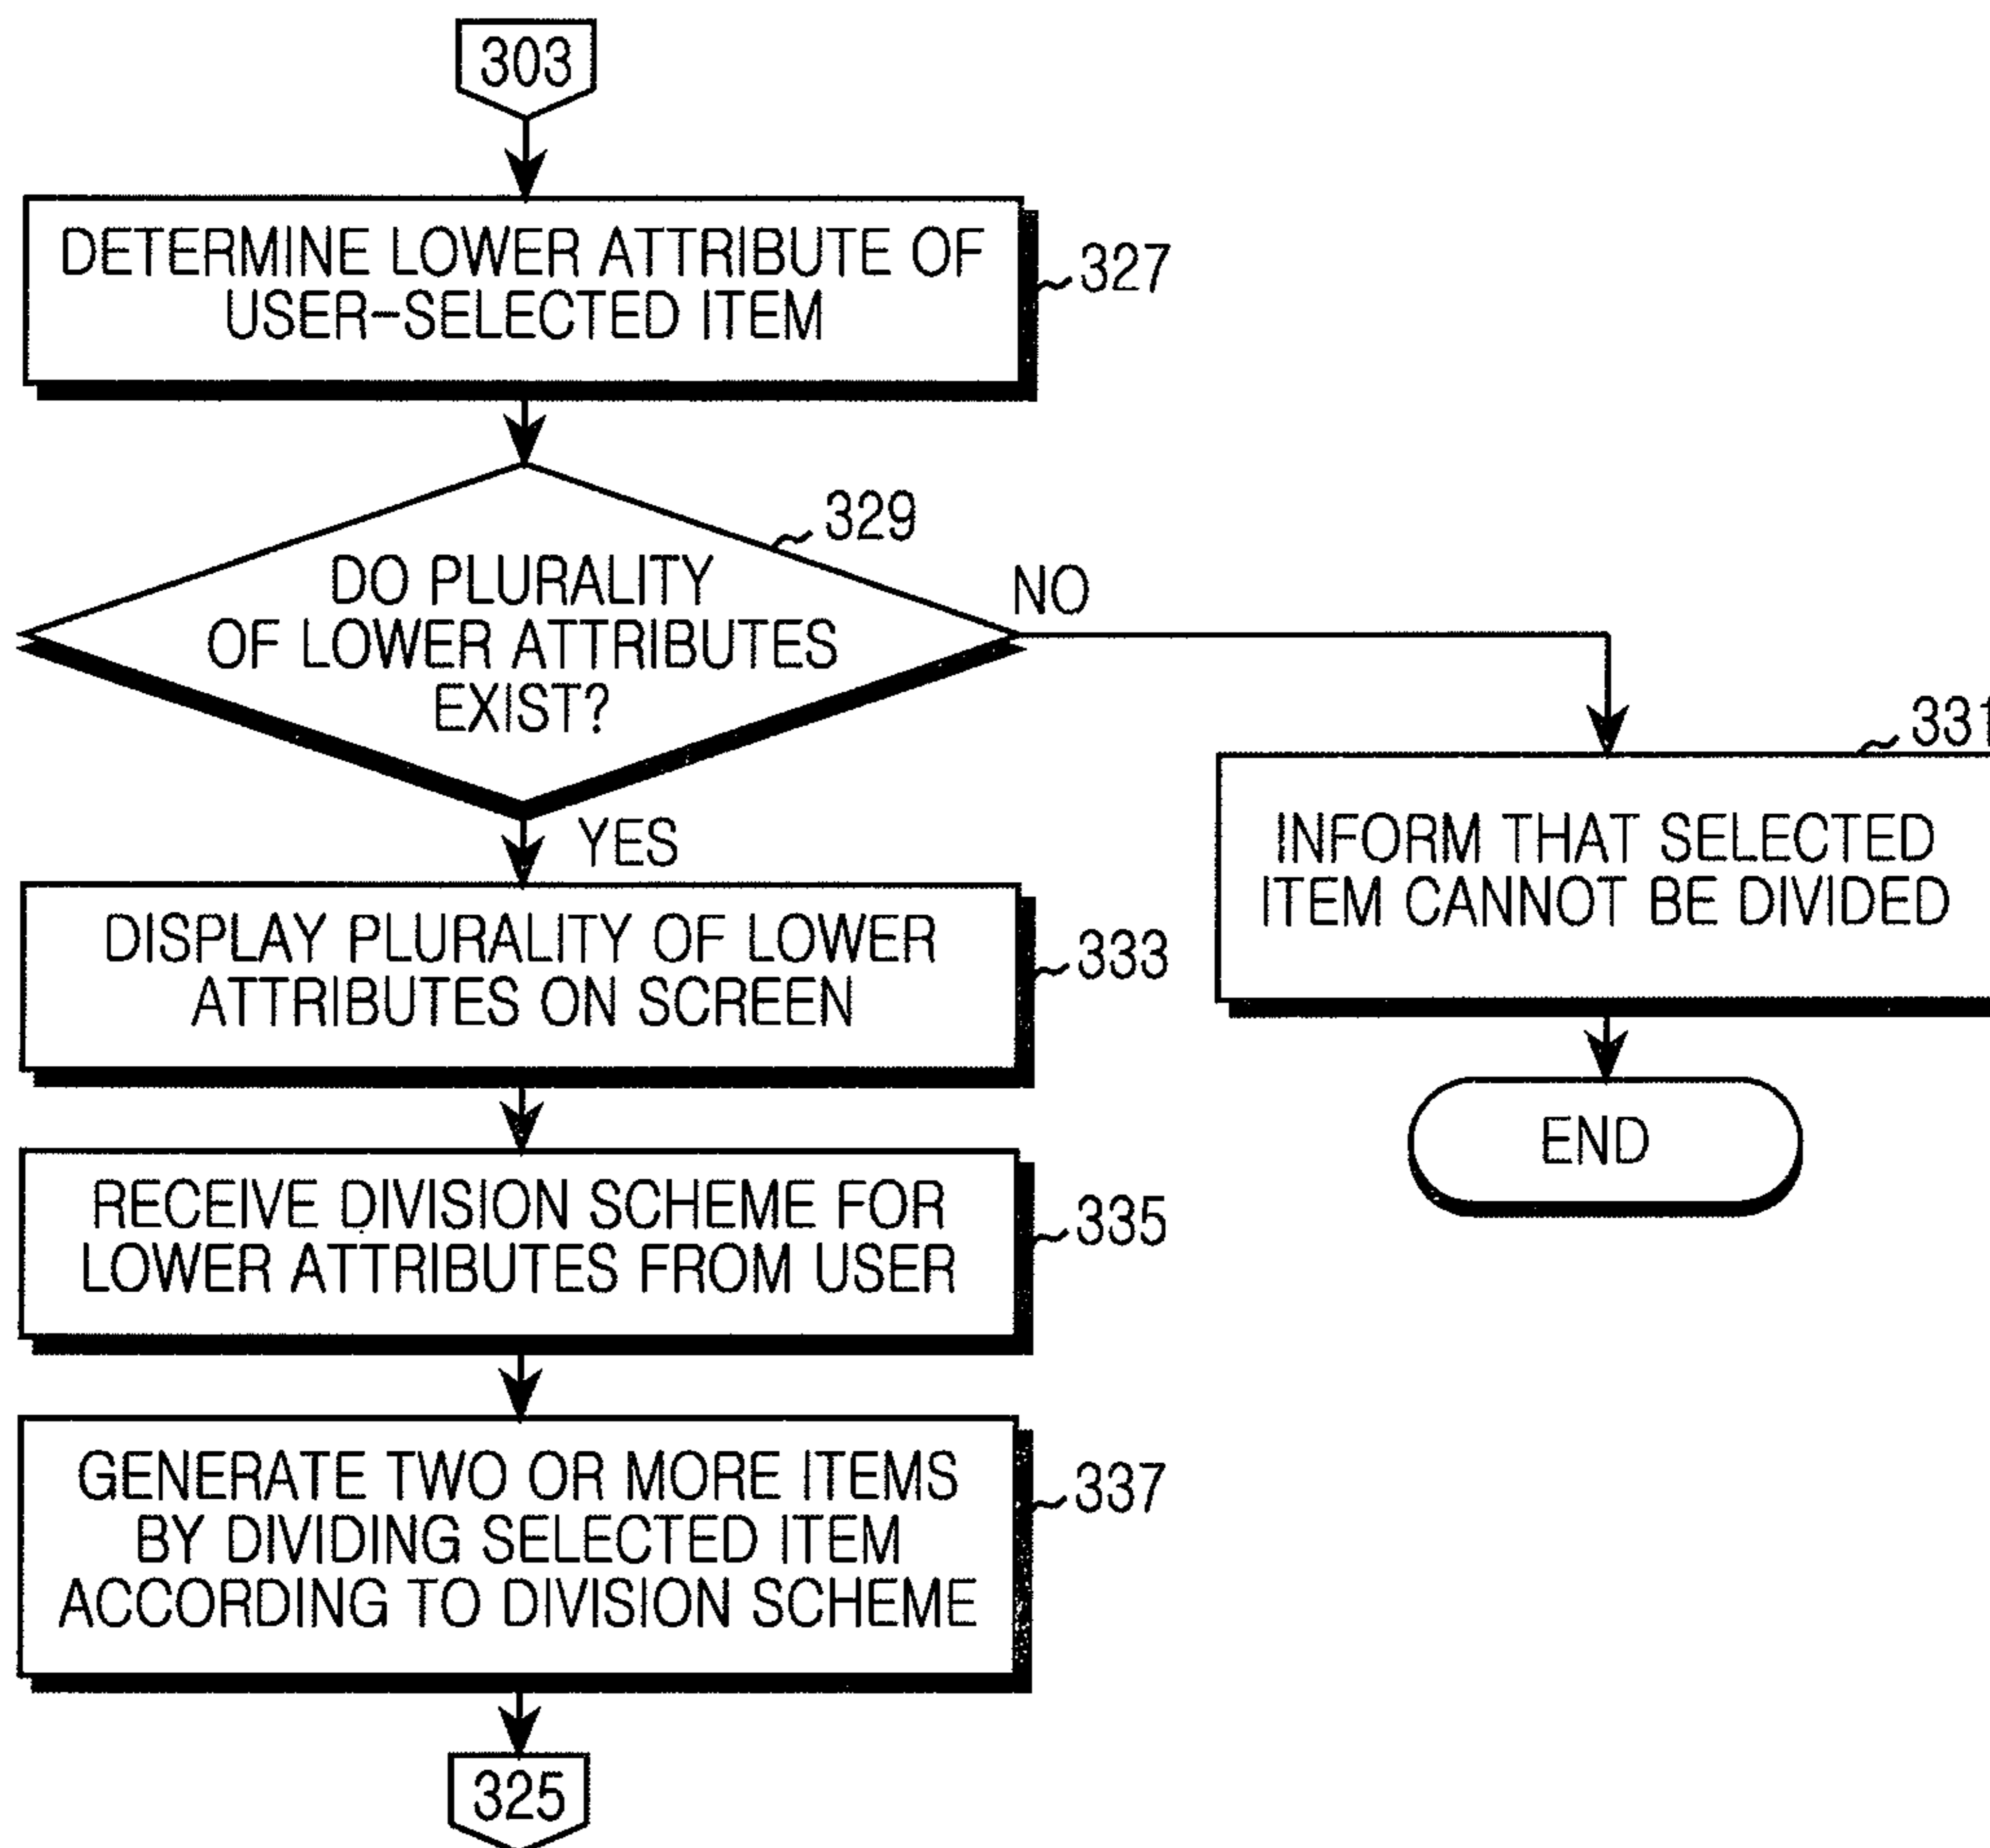 303
DETERMINE LOWER ATTRIBUTE OF
USER-SELECTED ITEM
327
329
DO PLURALITY
OF LOWER ATTRIBUTES
EXIST?
NO
YES
331
INFORM THAT SELECTED
ITEM CANNOT BE DIVIDED
END
DISPLAY PLURALITY OF LOWER
ATTRIBUTES ON SCREEN
333
RECEIVE DIVISION SCHEME FOR
LOWER ATTRIBUTES FROM USER
335
GENERATE TWO OR MORE ITEMS
BY DIVIDING SELECTED ITEM
ACCORDING TO DIVISION SCHEME
337
325